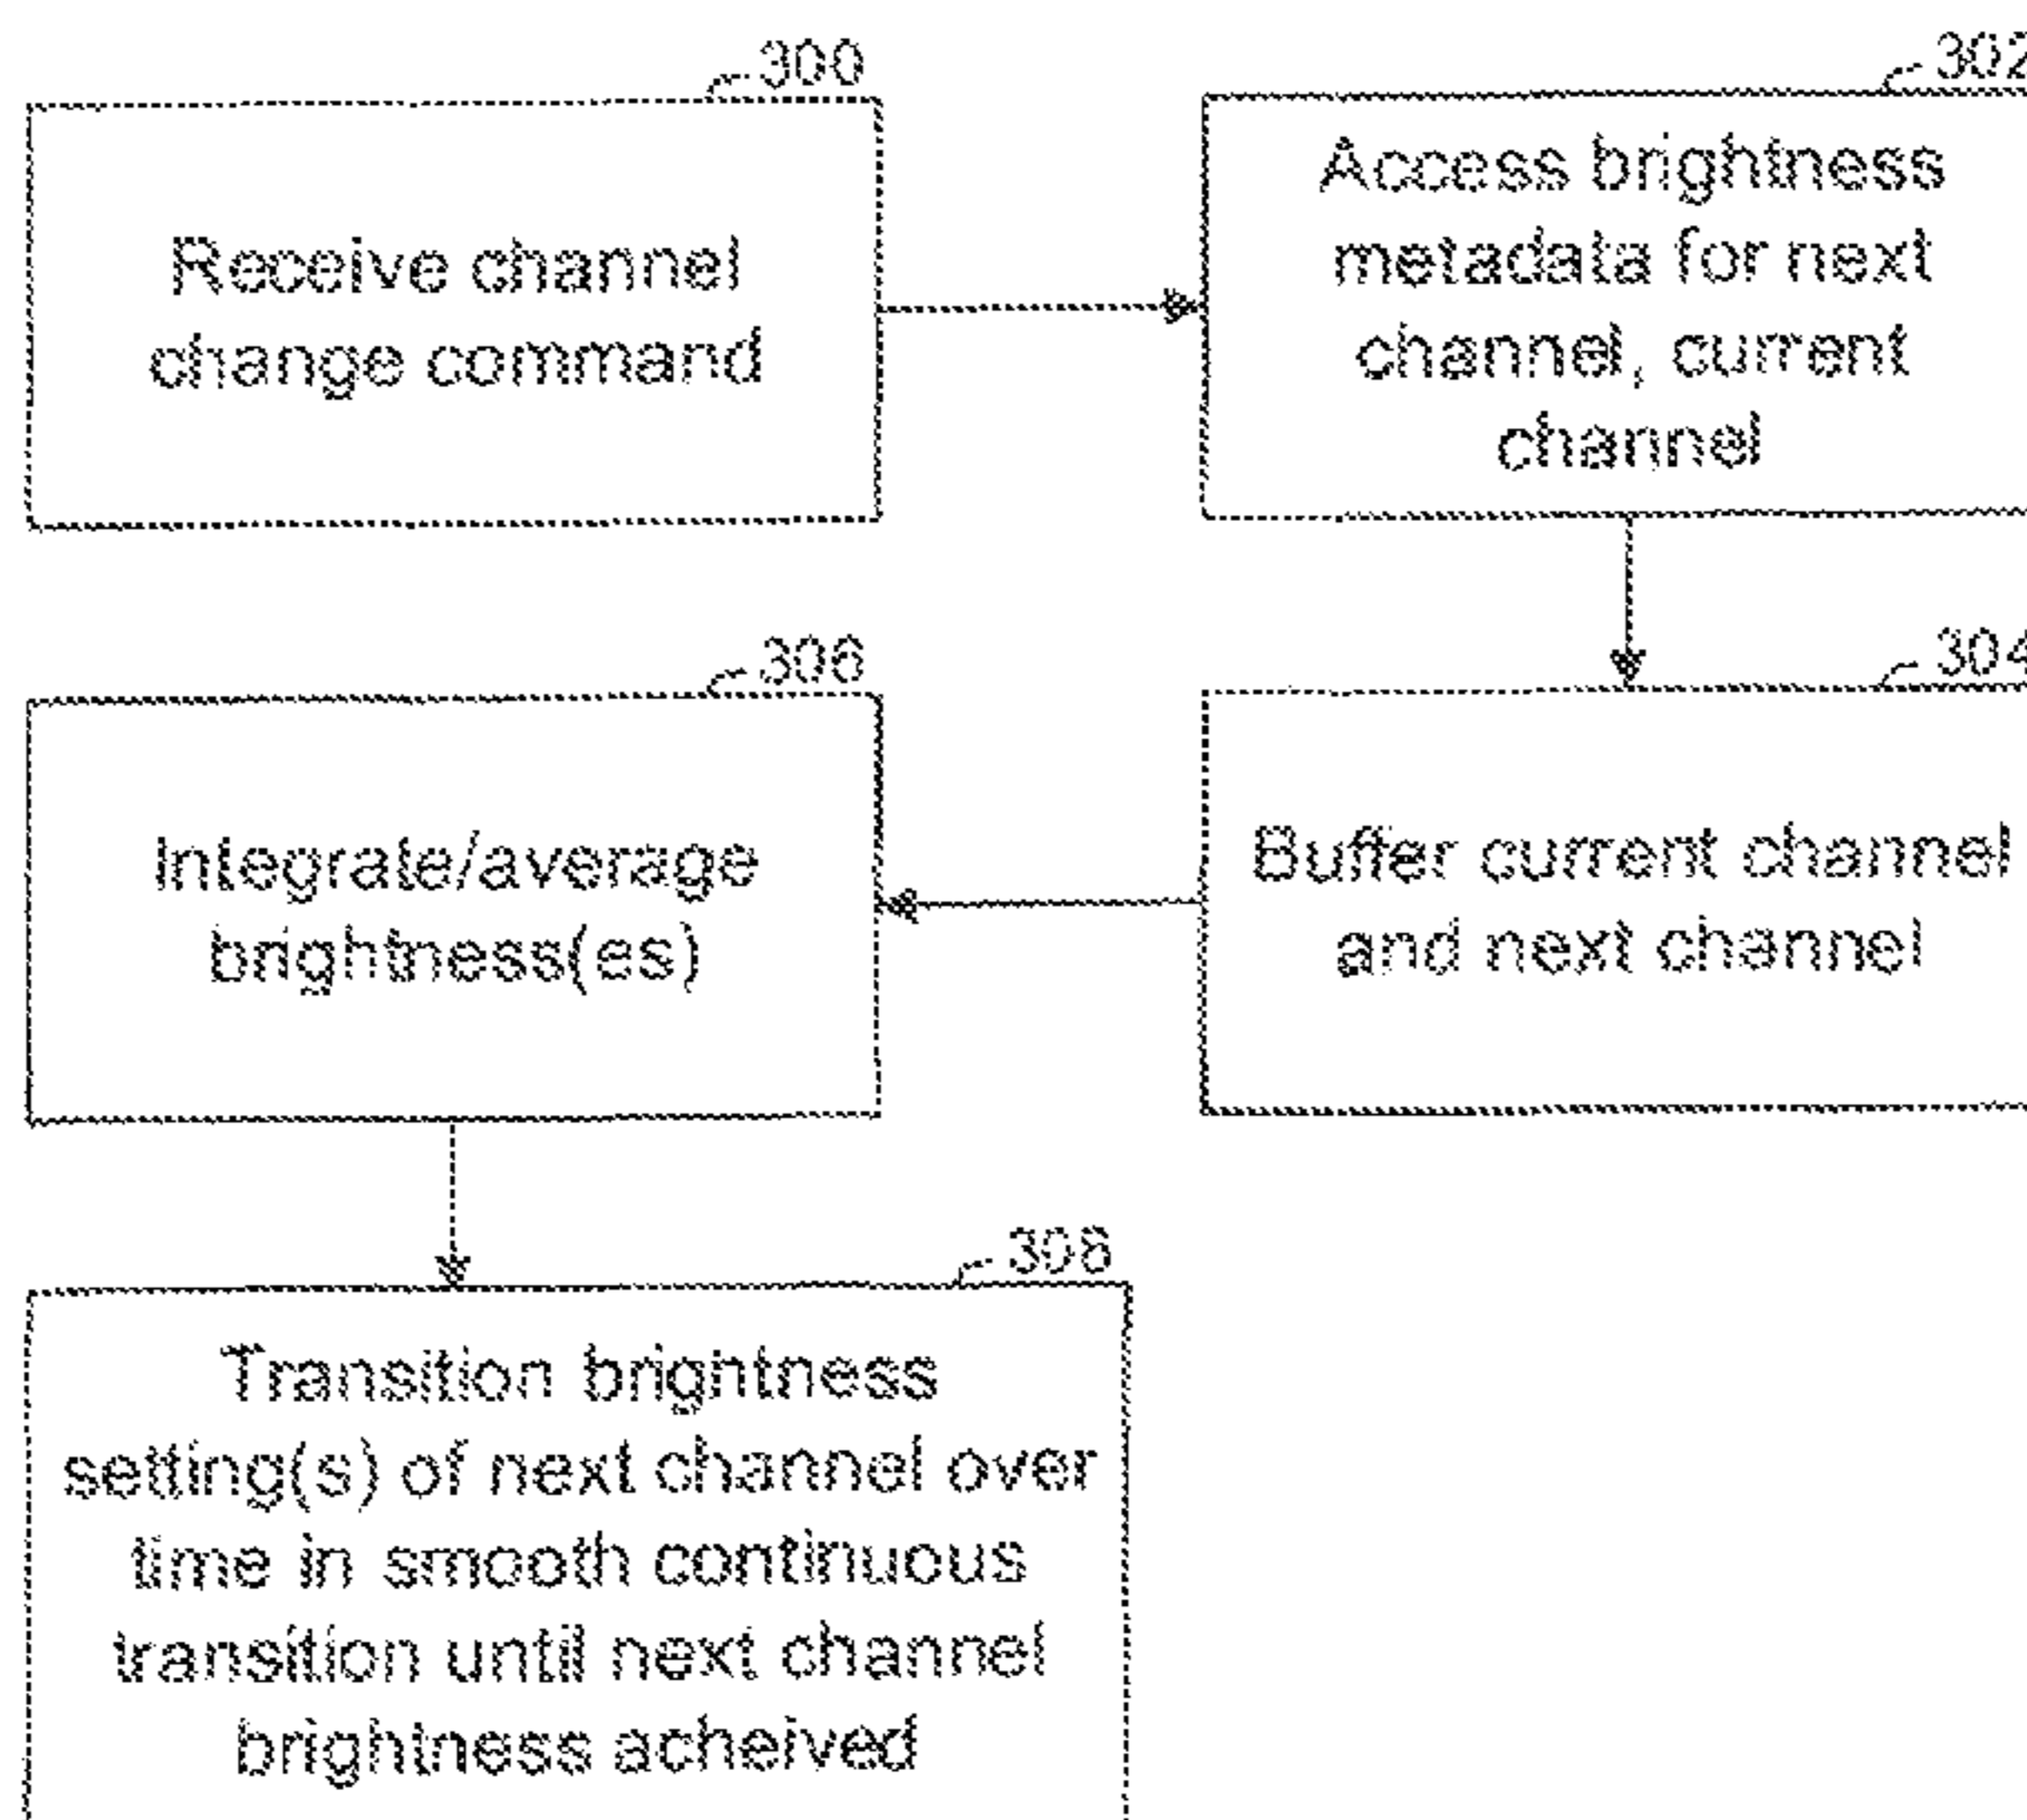 300
Receive channel
change command
302
Access brightness
metadata for next
channel, current
channel
304
Buffer current channel
and next channel
306
Integrate/average
brightness(es)
308
Transition brightness
setting(s) of next channel over
time in smooth continuous
transition until next channel
brightness acheived